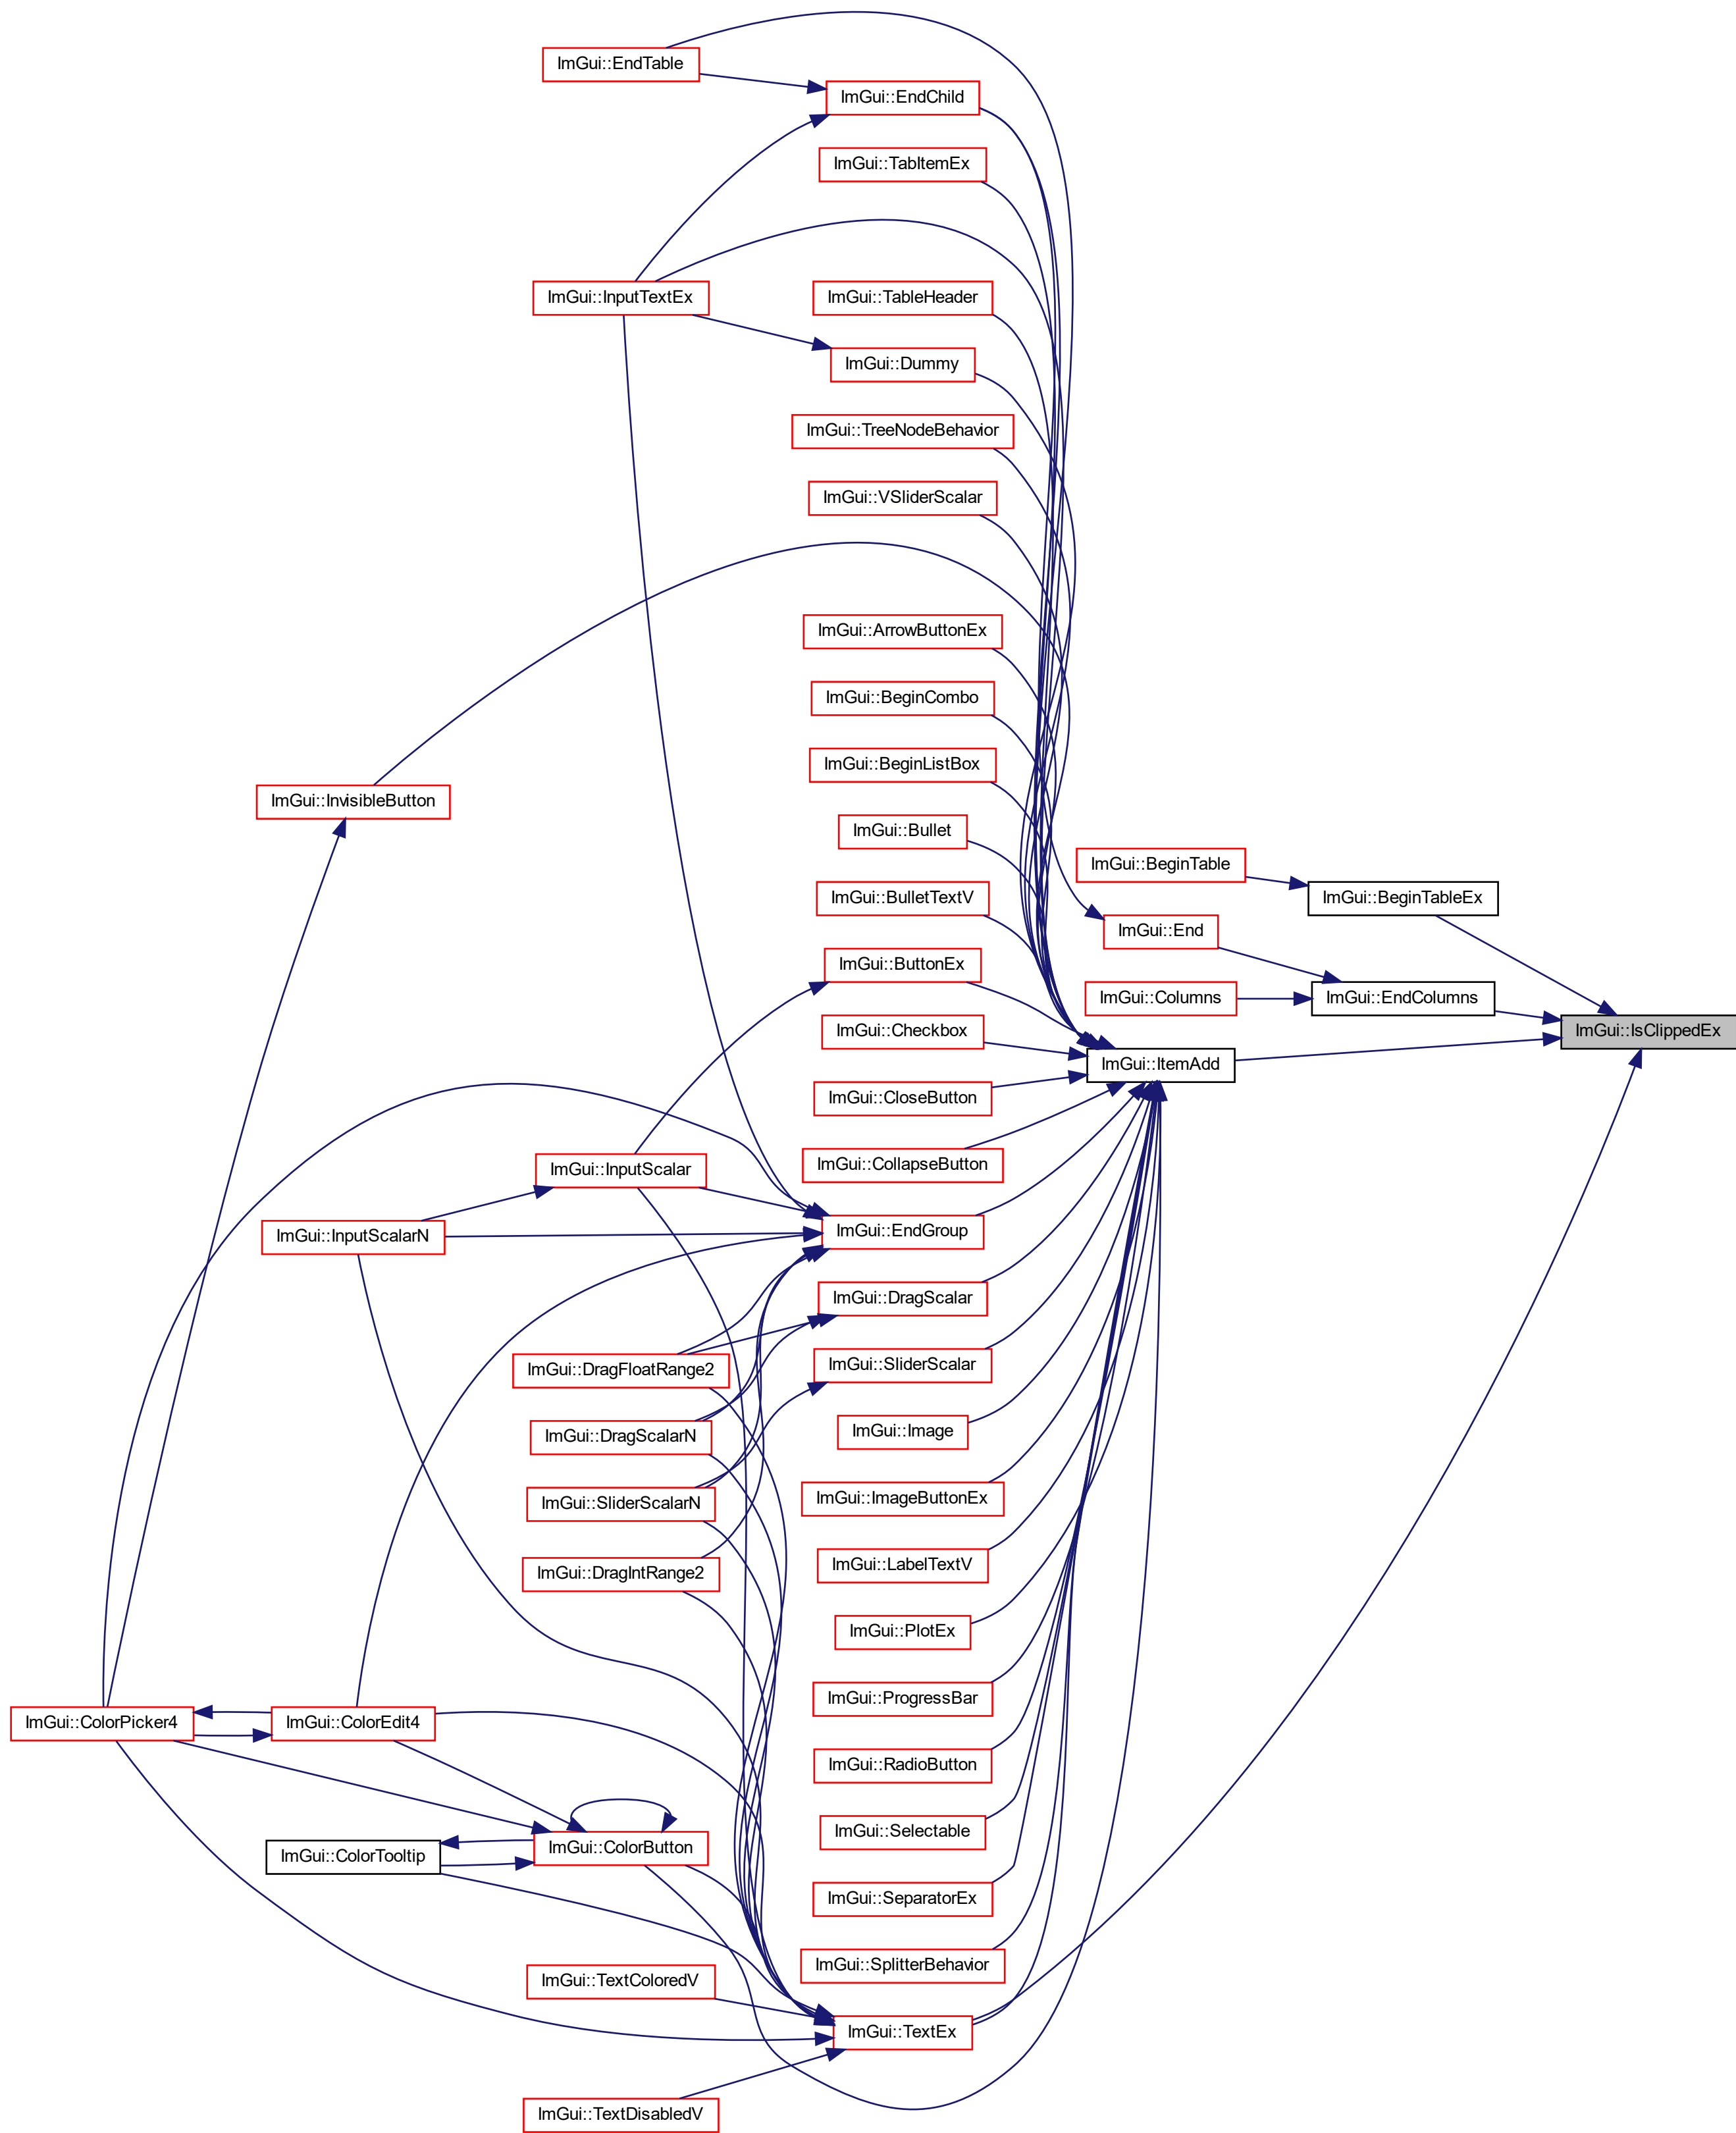 ImGui::EndTable
ImGui::EndChild
ImGui::TabItemEx
ImGui::InputTextEx
ImGui::TableHeader
ImGui::Dummy
ImGui::TreeNodeBehavior
ImGui::VSliderScalar
ImGui::ArrowButtonEx
ImGui::BeginCombo
ImGui::BeginListBox
ImGui::InvisibleButton
ImGui::Bullet
ImGui::BeginTable
ImGui::BeginTableEx
ImGui::BulletTextV
ImGui::End
ImGui::ButtonEx
ImGui::Columns
ImGui::EndColumns
ImGui::Checkbox
ImGui::IsClippedEx
ImGui::ItemAdd
ImGui::CloseButton
ImGui::CollapseButton
ImGui::InputScalar
ImGui::InputScalarN
ImGui::EndGroup
ImGui::DragScalar
ImGui::DragFloatRange2
ImGui::SliderScalar
ImGui::DragScalarN
ImGui::Image
ImGui::SliderScalarN
ImGui::ImageButtonEx
ImGui::DragIntRange2
ImGui::LabelTextV
ImGui::PlotEx
ImGui::ProgressBar
ImGui::ColorPicker4
ImGui::ColorEdit4
ImGui::RadioButton
ImGui::Selectable
ImGui::ColorTooltip
ImGui::ColorButton
ImGui::SeparatorEx
ImGui::SplitterBehavior
ImGui::TextColoredV
ImGui::TextEx
ImGui::TextDisabledV